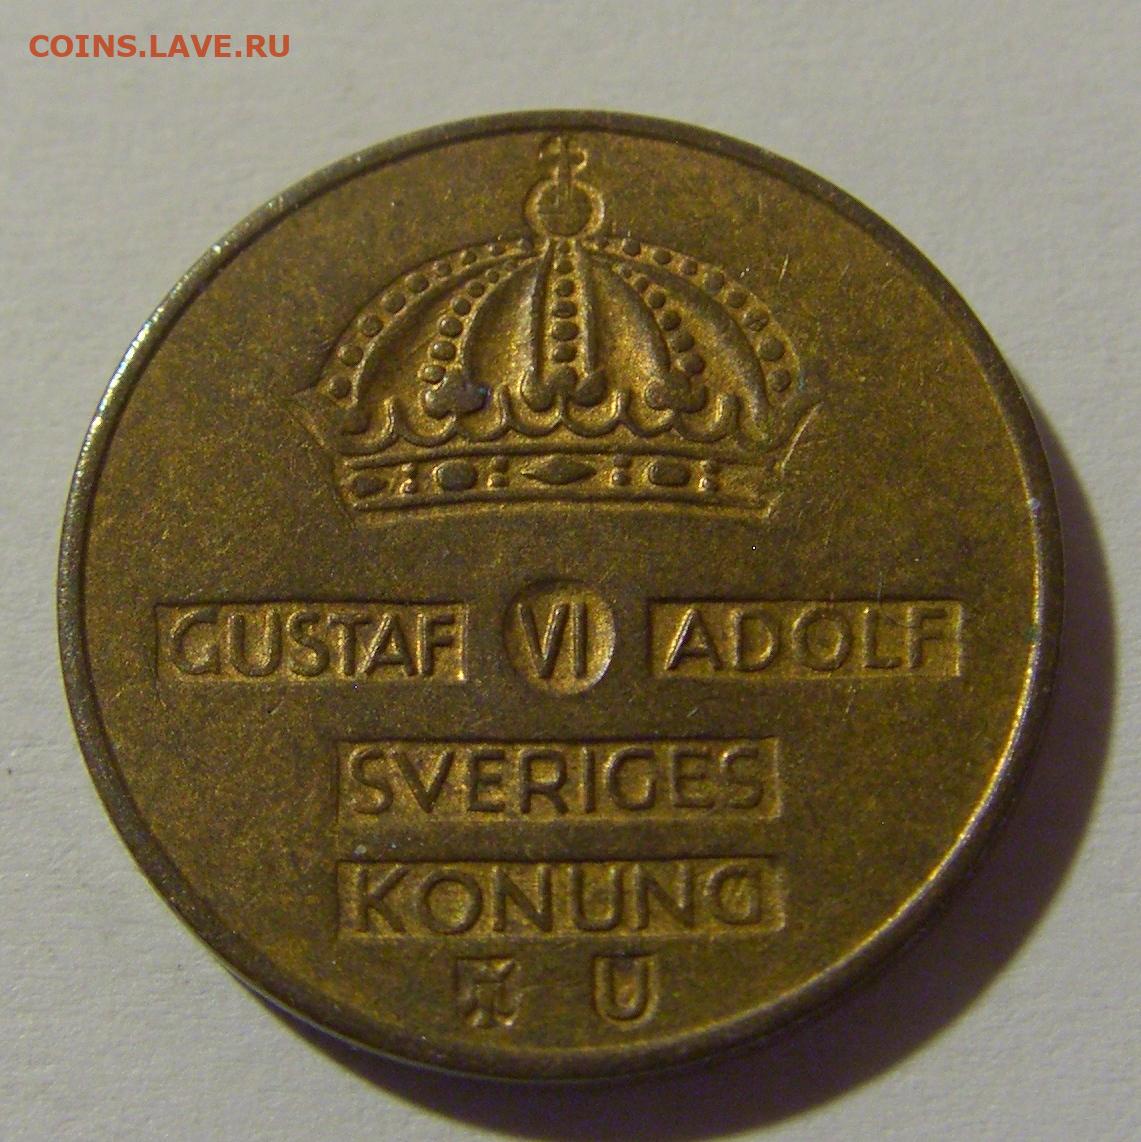 COINS.LAVE.RU
GUSTAF VI ADOLF
SVERIGES
KONUNG
U